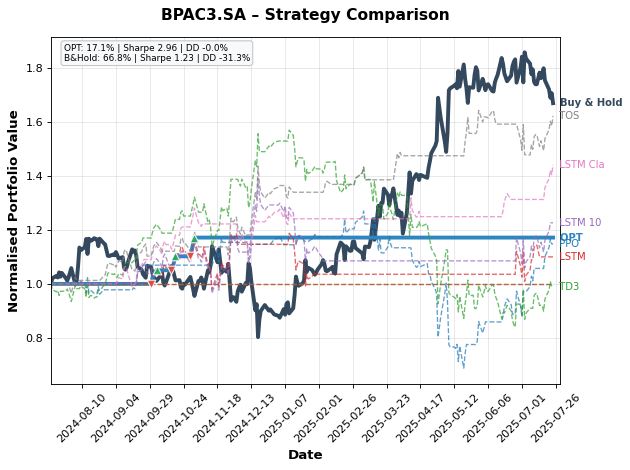 BPAC3.SA – Strategy Comparison
OPT: 17.1% | Sharpe 2.96 | DD -0.0%
B&Hold: 66.8% | Sharpe 1.23 | DD -31.3%
Normalised Portfolio Value
1.8
1.6
1.4
1.2
1.0
0.8
Buy & Hold
TOS
LSTM Cla
LSTM 10
OPT
PPO
LSTM
TD3
2024-08-10
2024-09-04
2024-09-29
2024-10-24
2024-11-18
2024-12-13
2025-01-07
2025-02-01
2025-02-26
2025-03-23
2025-04-17
2025-05-12
2025-06-06
2025-07-01
2025-07-26
Date